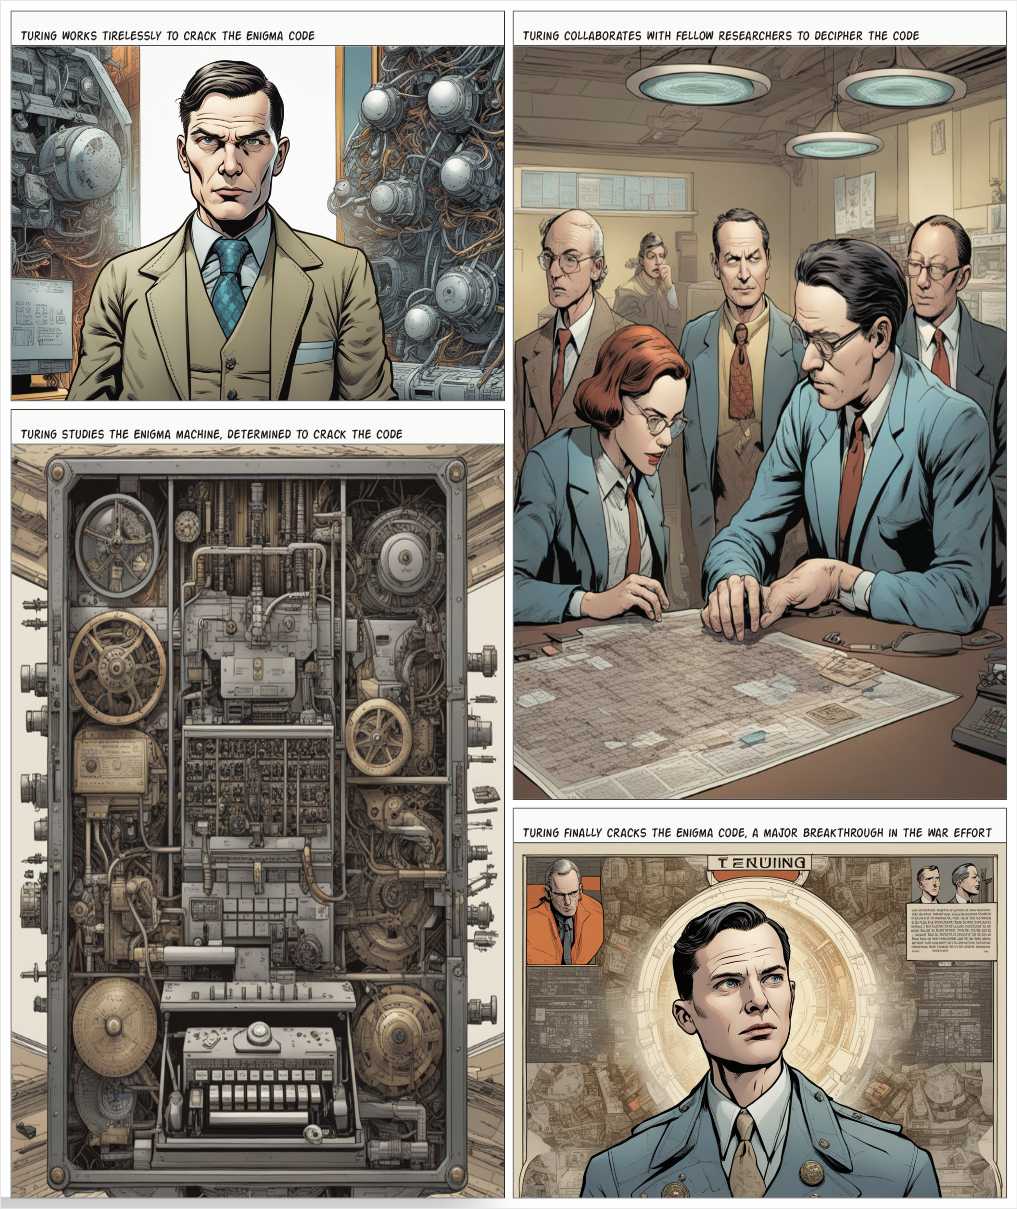 TURING WORKS TIRELESSLY TO CRACK THE ENIGMA CODE
TURING COLLABORATES WITH FELLOW RESEARCHERS TO DECIPHER THE CODE
TURING STUDIES THE ENIGMA MACHINE, DETERMINED TO CRACK THE CODE
TURING FINALLY CRACKS THE ENIGMA CODE, A MAJOR BREAKTHROUGH IN THE WAR EFFORT
TENUIING